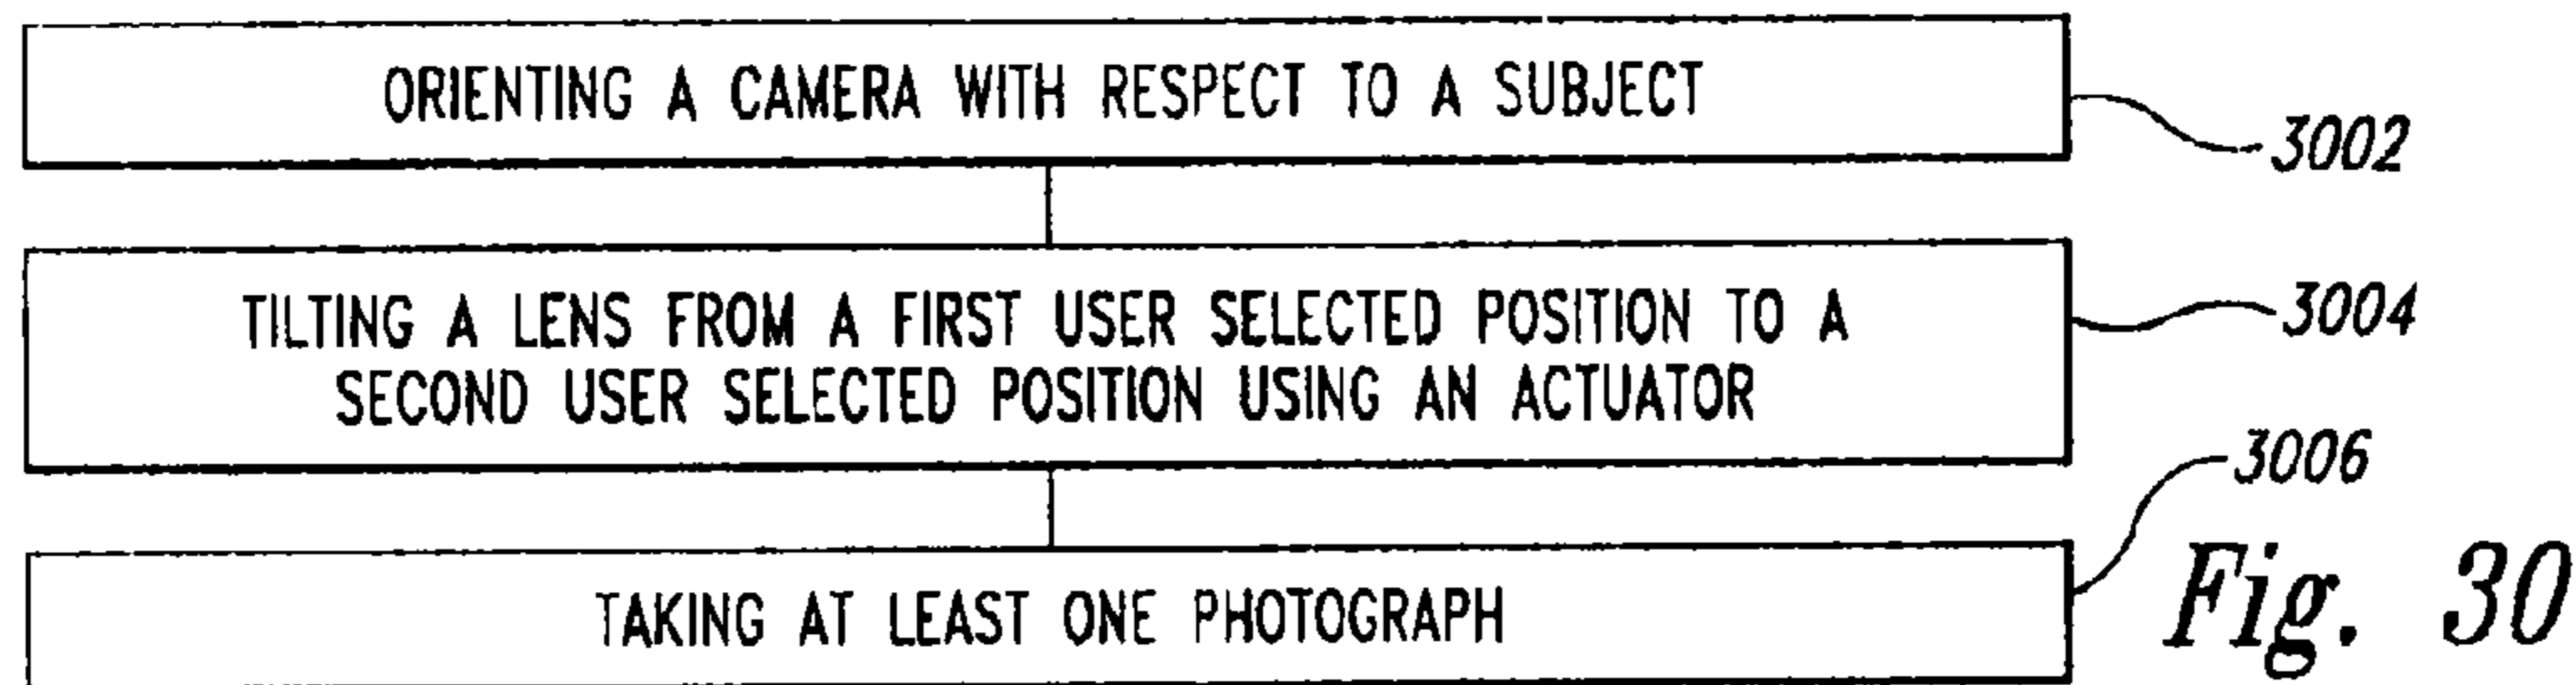 ORIENTING A CAMERA WITH RESPECT TO A SUBJECT
3002
TILTING A LENS FROM A FIRST USER SELECTED POSITION TO A
SECOND USER SELECTED POSITION USING AN ACTUATOR
3004
TAKING AT LEAST ONE PHOTOGRAPH
3006
Fig. 30